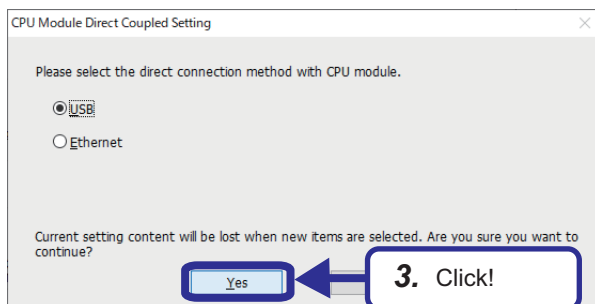 CPU Module Direct Coupled Setting
Please select the direct connection method with CPU module.
USB
Ethernet
Current setting content will be lost when new items are selected. Are you sure you want to
continue?
Yes
3. Click!